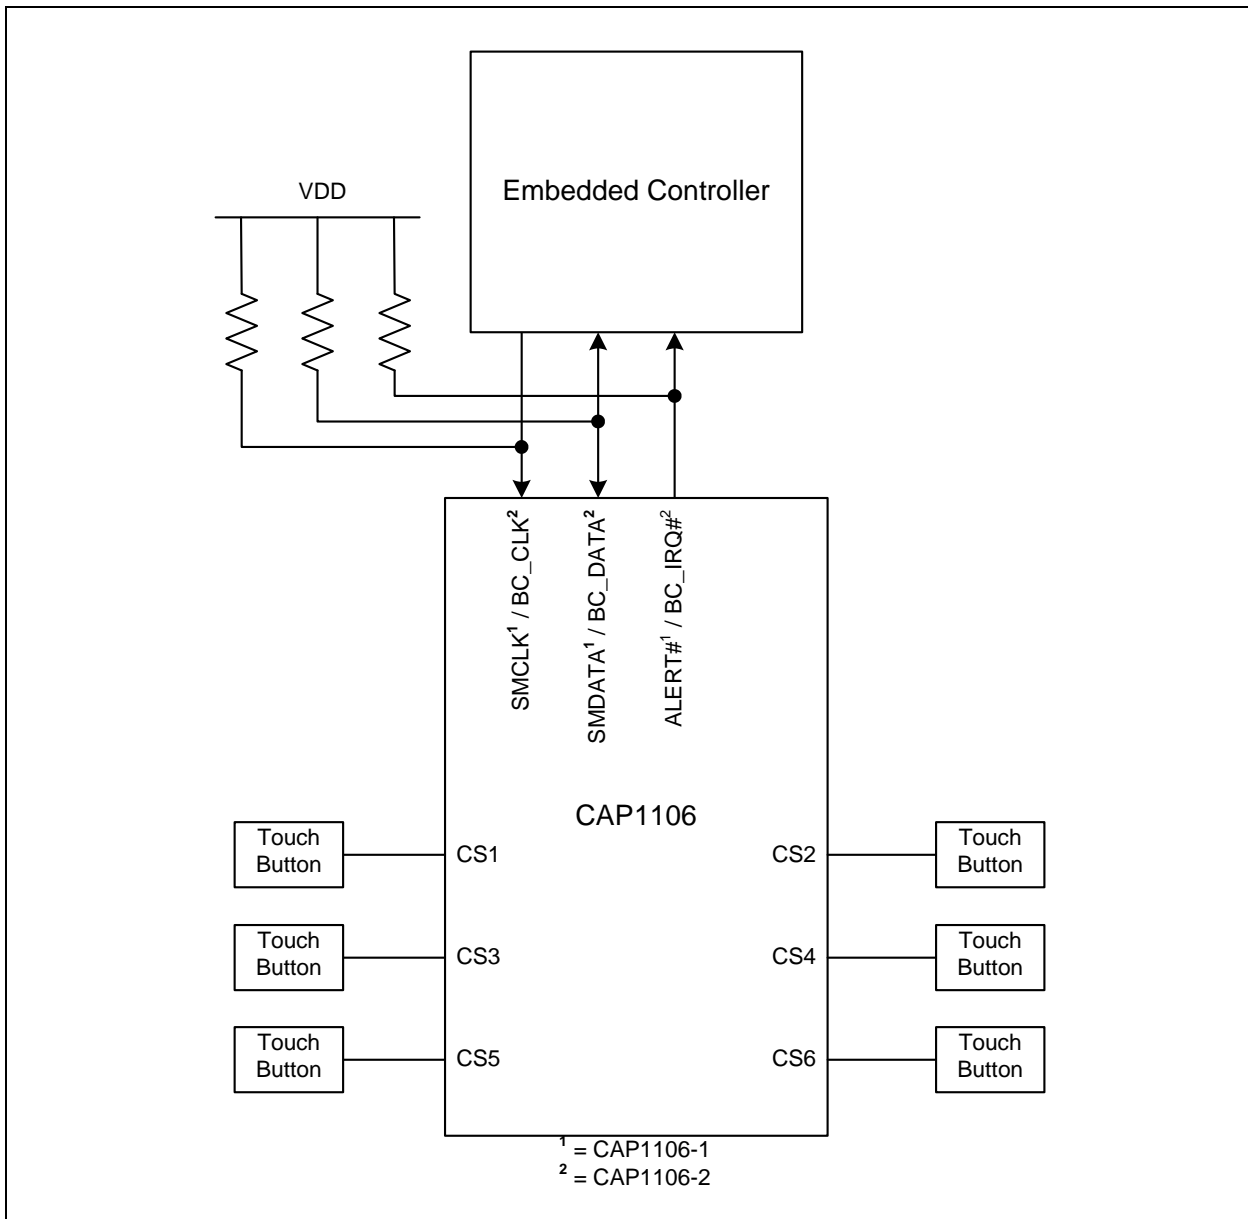 Embedded Controller
VDD
SMCLK¹ / BC_CLK²
SMDATA¹ / BC_DATA²
ALERT#¹ / BC_IRQ#²
CAP1106
Touch
Button
CS1
CS2
Touch
Button
Touch
Button
CS3
CS4
Touch
Button
Touch
Button
CS5
CS6
Touch
Button
¹ = CAP1106-1
² = CAP1106-2